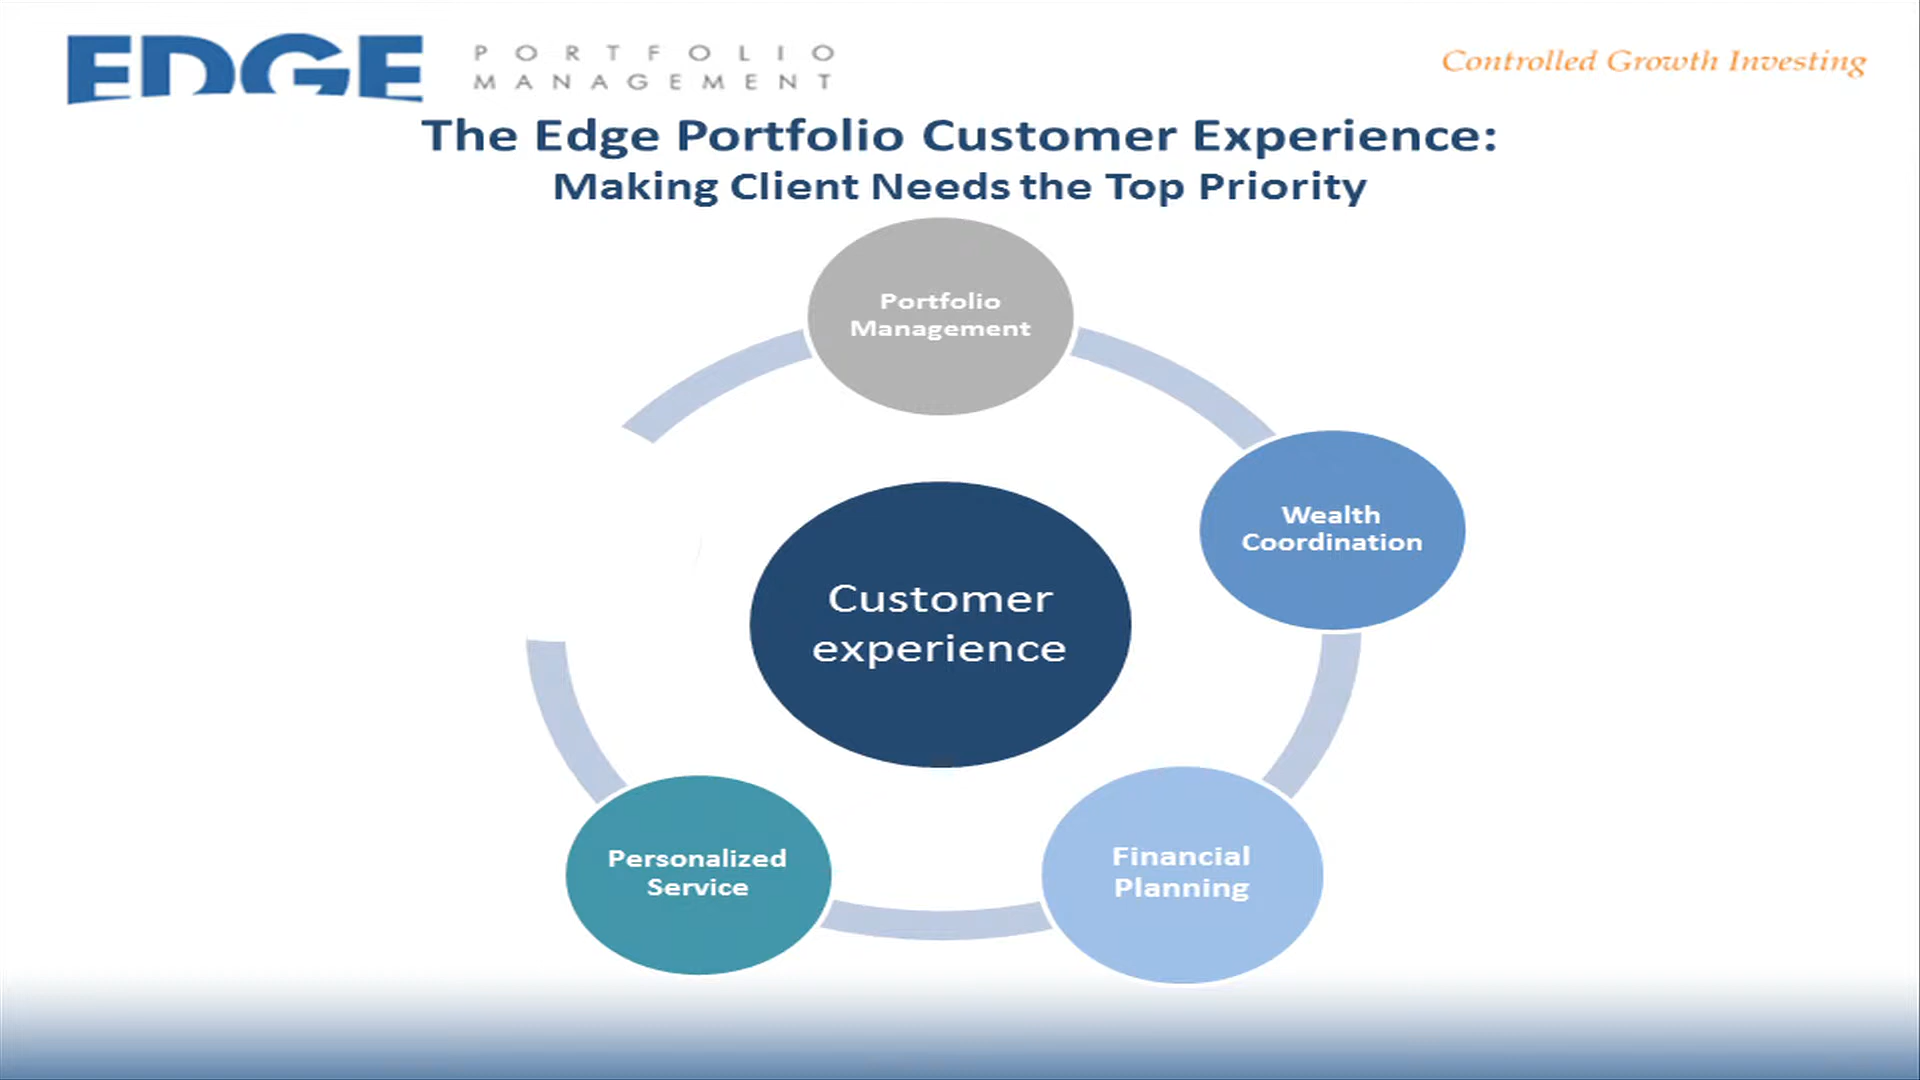 EDGE
PORTFOLIO
MANAGEMENT
Controlled Growth Investing
The Edge Portfolio Customer Experience:
Making Client Needs the Top Priority
Portfolio
Management
Wealth
Coordination
Customer
experience
Personalized
Service
Financial
Planning